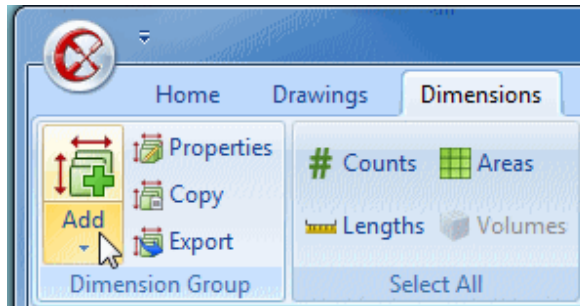 Home Drawings Dimensions
Properties
# Counts Areas
Copy
Add
Lengths Volumes
Export
Dimension Group Select All